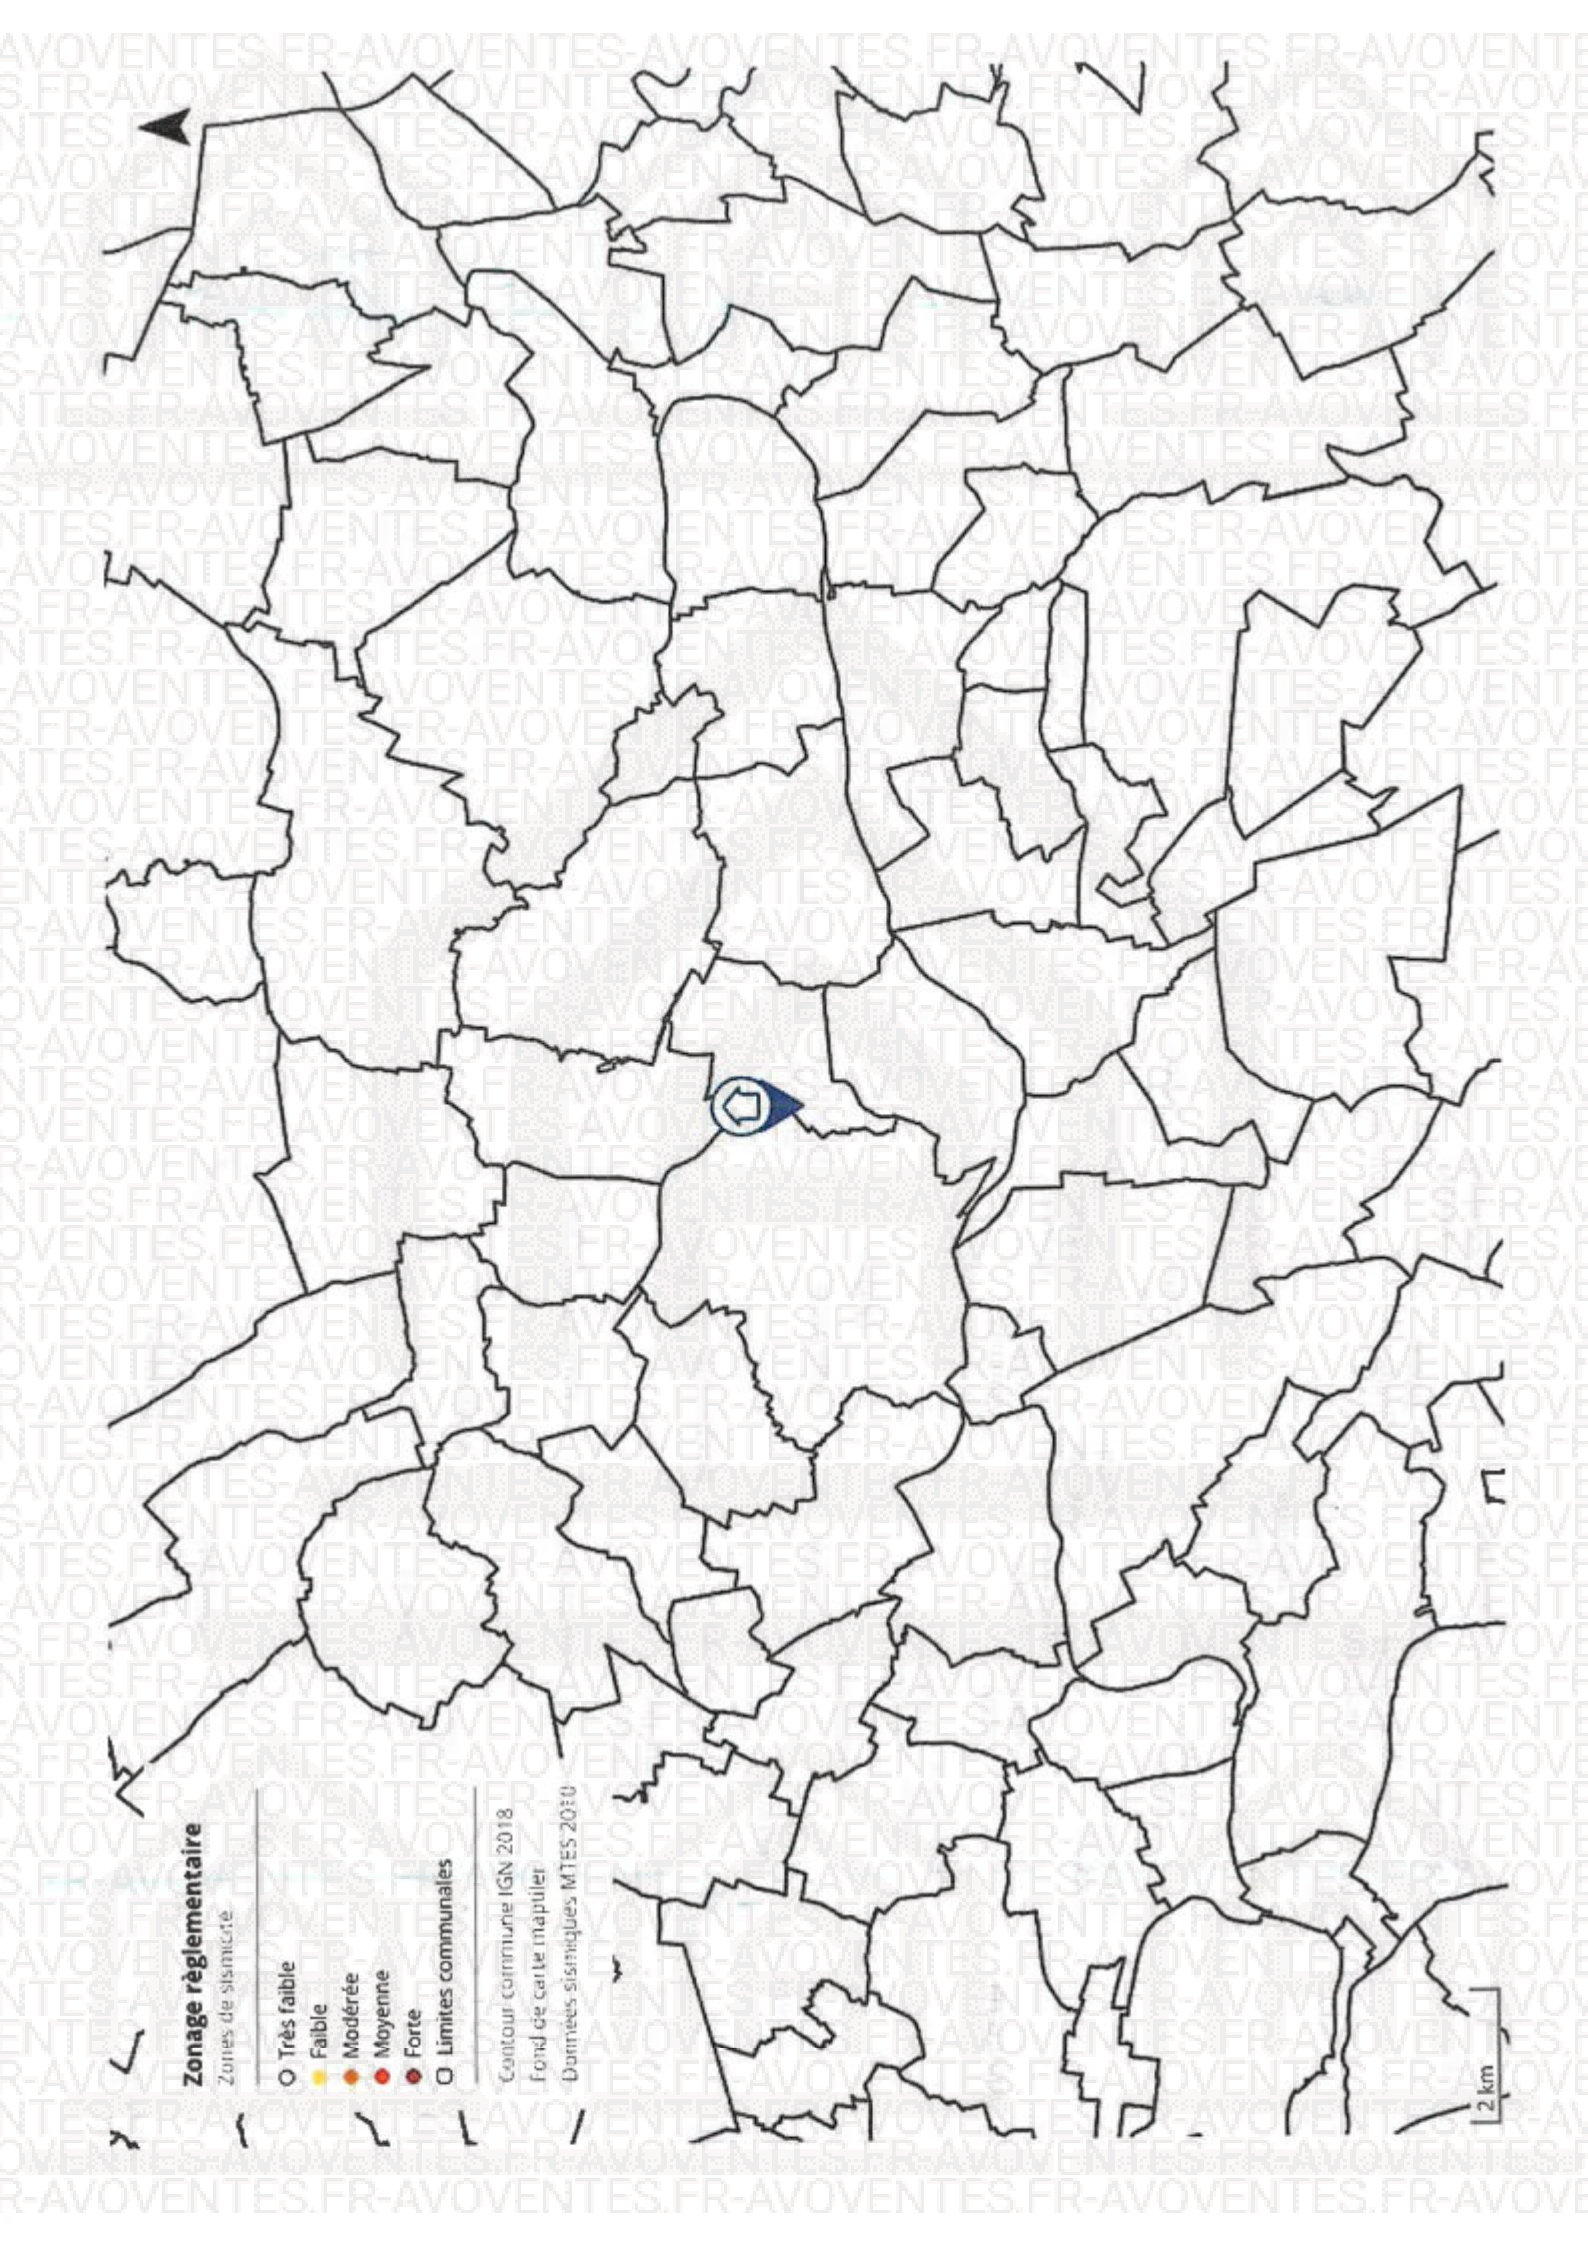 Zonage règlementaire
Zones de sismicité
Très faible
Faible
Modérée
Moyenne
Forte
Limites communales
Contour commune IGN 2018
Fond de carte maptiler
Données sismiques MTES 2010
2 km